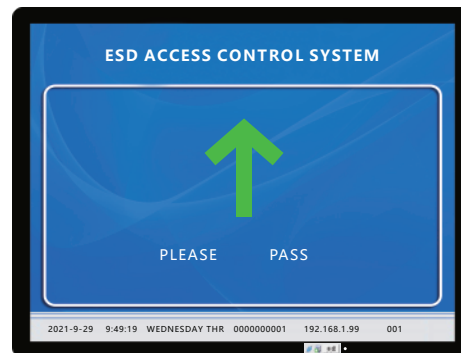 ESD ACCESS CONTROL SYSTEM
PLEASE PASS
2021-9-29 9:49:19 WEDNESDAY THR 0000000001 192.168.1.99 001